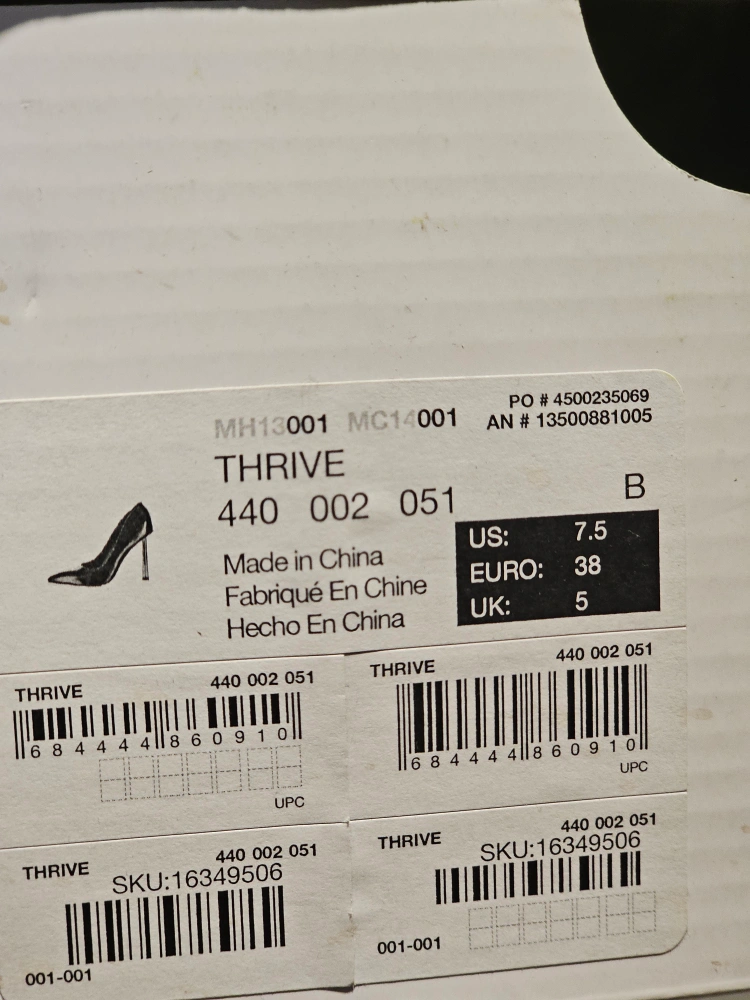 MH13001 MC14001
PO # 4500235069
AN # 13500881005
THRIVE
440 002 051
B
Made in China
Fabriqué En Chine
Hecho En China
US: 7.5
EURO: 38
UK: 5
THRIVE 440 002 051
6 84444 86091 0
UPC
THRIVE 440 002 051
6 84444 86091 0
UPC
THRIVE 440 002 051
SKU:16349506
001-001
THRIVE 440 002 051
SKU:16349506
001-001